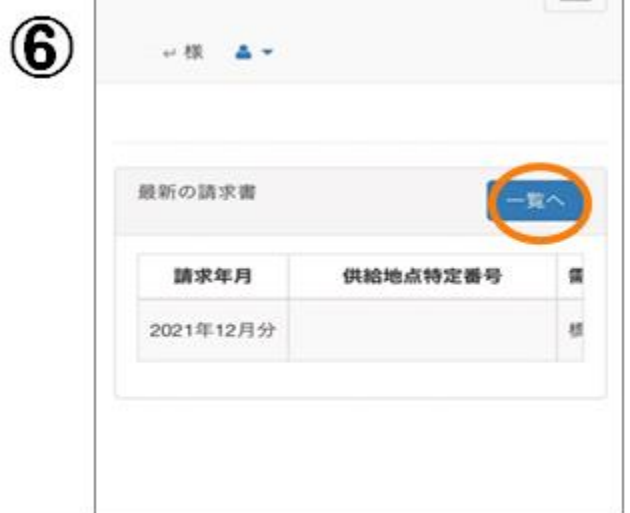 ⑥
様
最新の請求書
一覧へ
請求年月 供給地点特定番号
2021年12月分 様